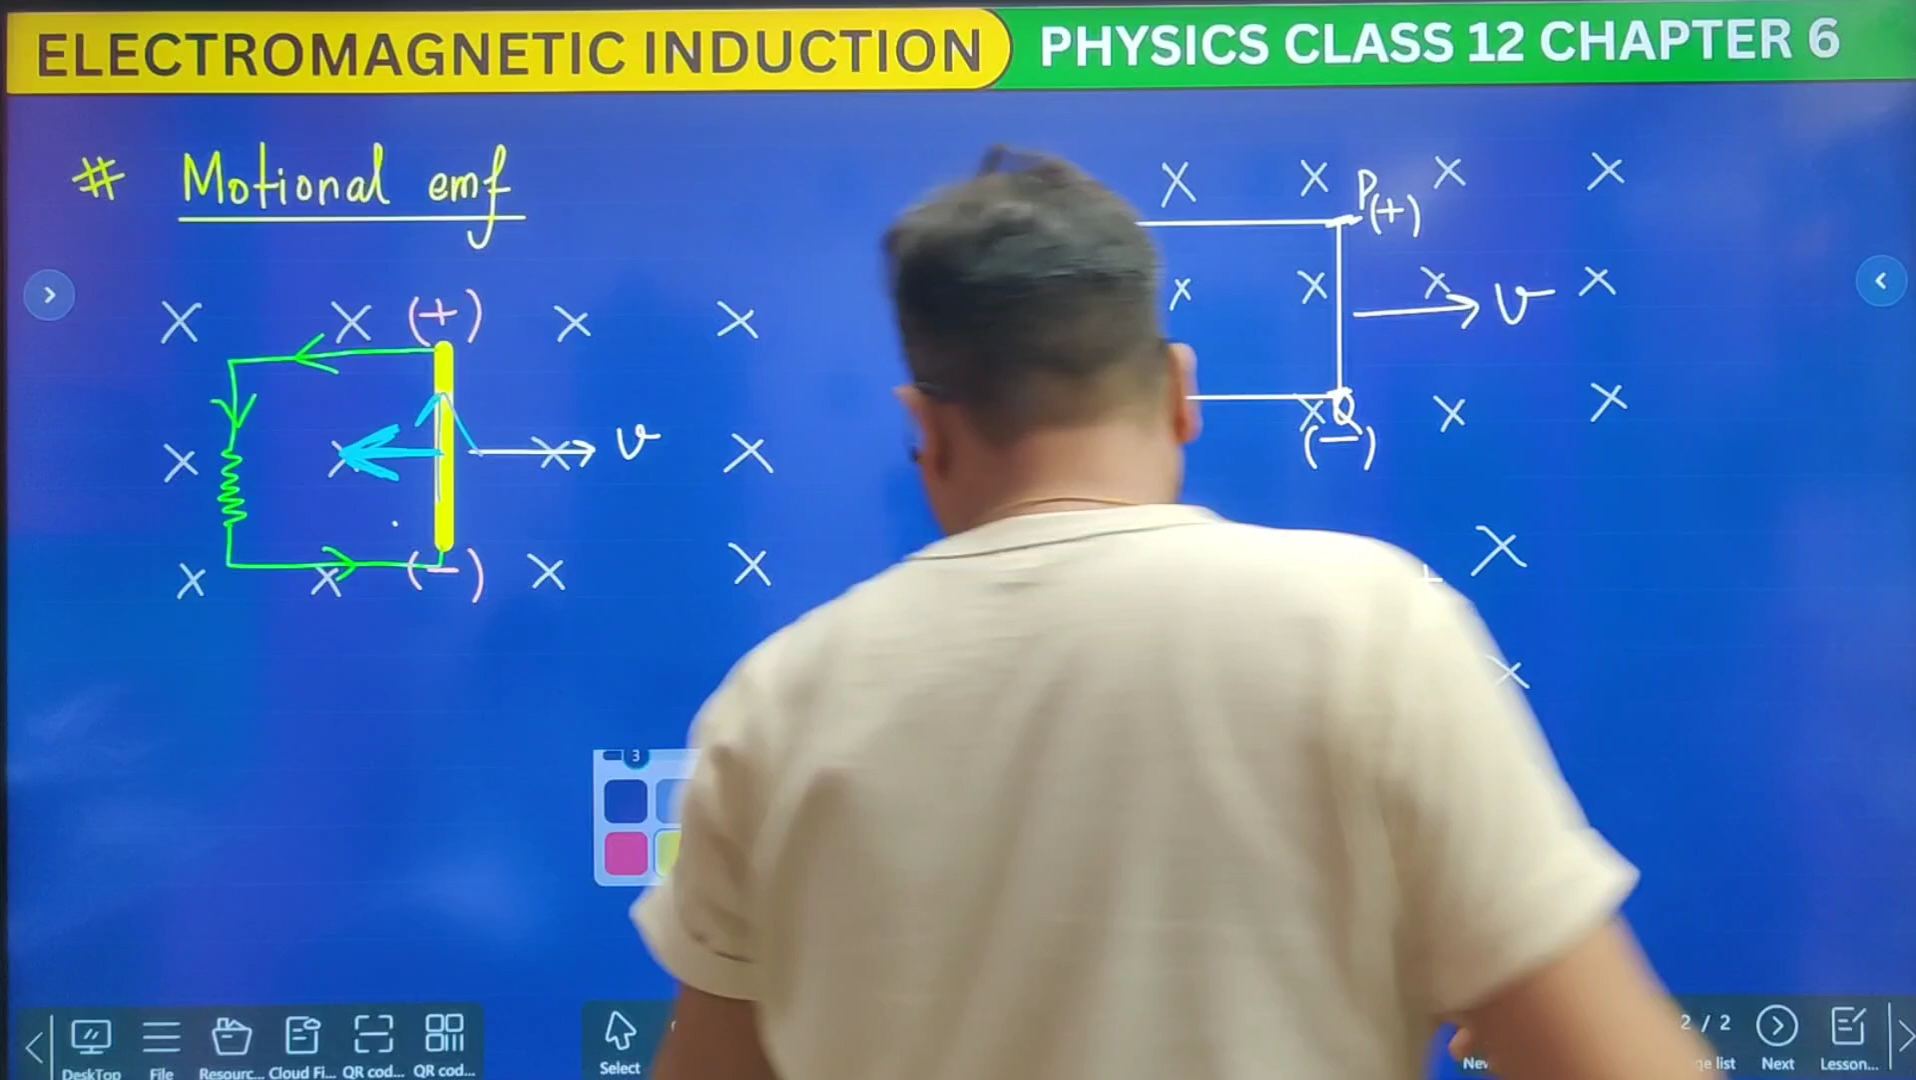 ELECTROMAGNETIC INDUCTION
PHYSICS CLASS 12 CHAPTER 6
# Motional emf
(+)
v
(-)
P(+)
v
Q
(-)
3
DeskTop
File
Resourc...
Cloud Fi...
QR cod...
QR cod...
Select
2 / 2
Next
Lesson...